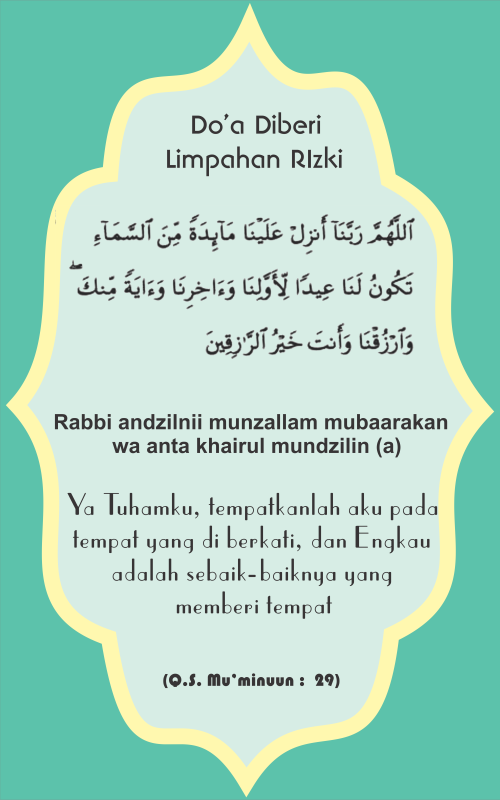 Do'a Diberi
Limpahan RIzki
ٱللَّهُمَّ رَبَّنَآ أَنزِلْ عَلَيْنَا مَآئِدَةً مِّنَ ٱلسَّمَآءِ
تَكُونُ لَنَا عِيدًا لِّأَوَّلِنَا وَءَاخِرِنَا وَءَايَةً مِّنكَ ۖ
وَٱرْزُقْنَا وَأَنتَ خَيْرُ ٱلرَّٰزِقِينَ
Rabbi andzilnii munzallam mubaarakan
wa anta khairul mundzilin (a)
Ya Tuhamku, tempatkanlah aku pada
tempat yang di berkati, dan Engkau
adalah sebaik-baiknya yang
memberi tempat
(Q.S. Mu'minuun : 29)